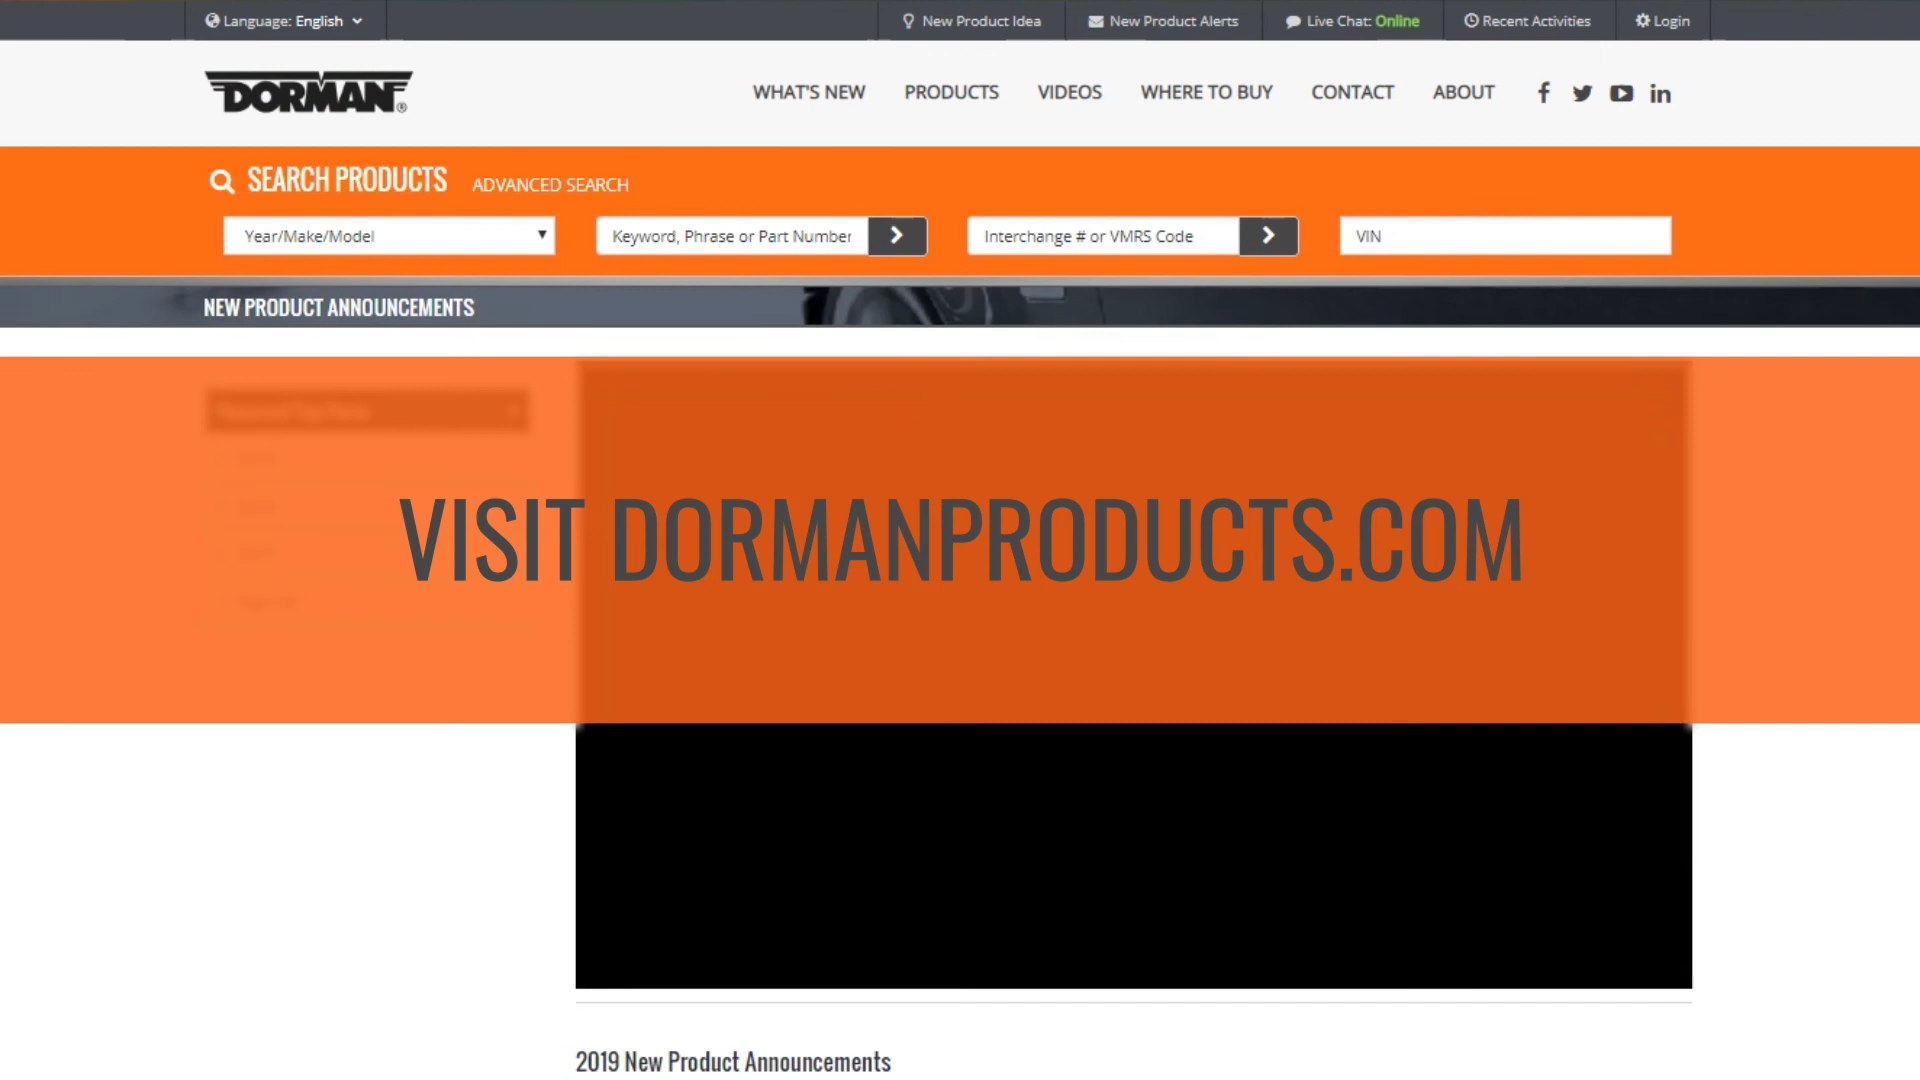 Language: English
New Product Idea
New Product Alerts
Live Chat: Online
Recent Activities
Login
DORMAN®
WHAT'S NEW
PRODUCTS
VIDEOS
WHERE TO BUY
CONTACT
ABOUT
SEARCH PRODUCTS
ADVANCED SEARCH
Year/Make/Model
Keyword, Phrase or Part Number
Interchange # or VMRS Code
VIN
NEW PRODUCT ANNOUNCEMENTS
VISIT DORMANPRODUCTS.COM
2019 New Product Announcements